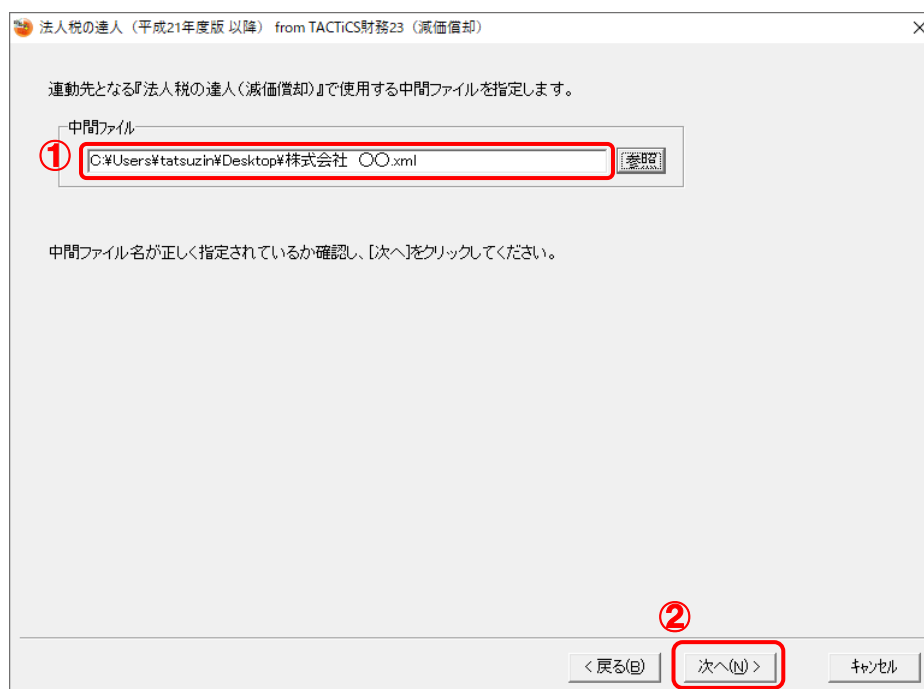 法人税の達人（平成21年度版 以降） from TACTiCS財務23（減価償却）
連動先となる『法人税の達人（減価償却）』で使用する中間ファイルを指定します。
中間ファイル
①
C:¥Users¥tatsuzin¥Desktop¥株式会社　〇〇.xml
参照
中間ファイル名が正しく指定されているか確認し、［次へ］をクリックしてください。
②
< 戻る(B)
次へ(N) >
キャンセル